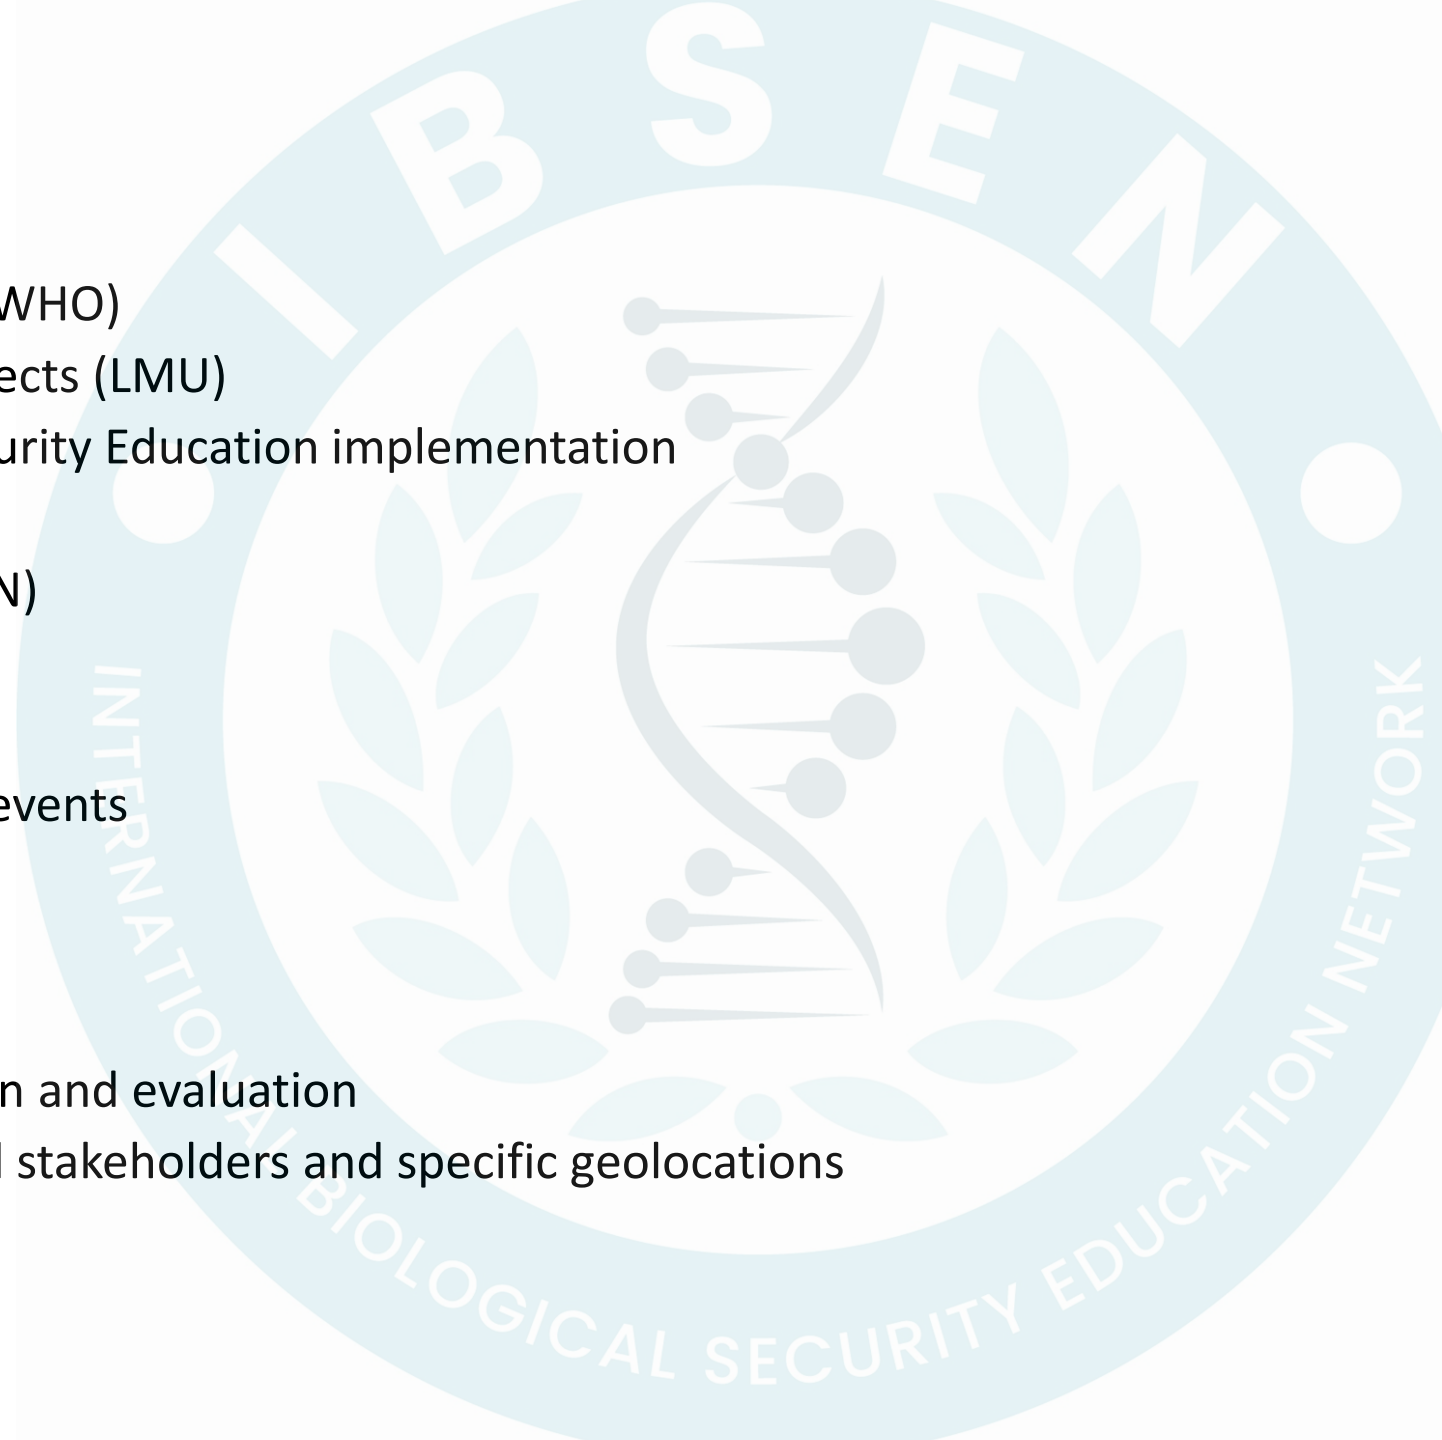 IBSEN
WHO)
ects (LMU)
urity Education implementation
N)
events
n and evaluation
stakeholders and specific geolocations
INTERNATIONAL BIOLOGICAL SECURITY EDUCATION NETWORK